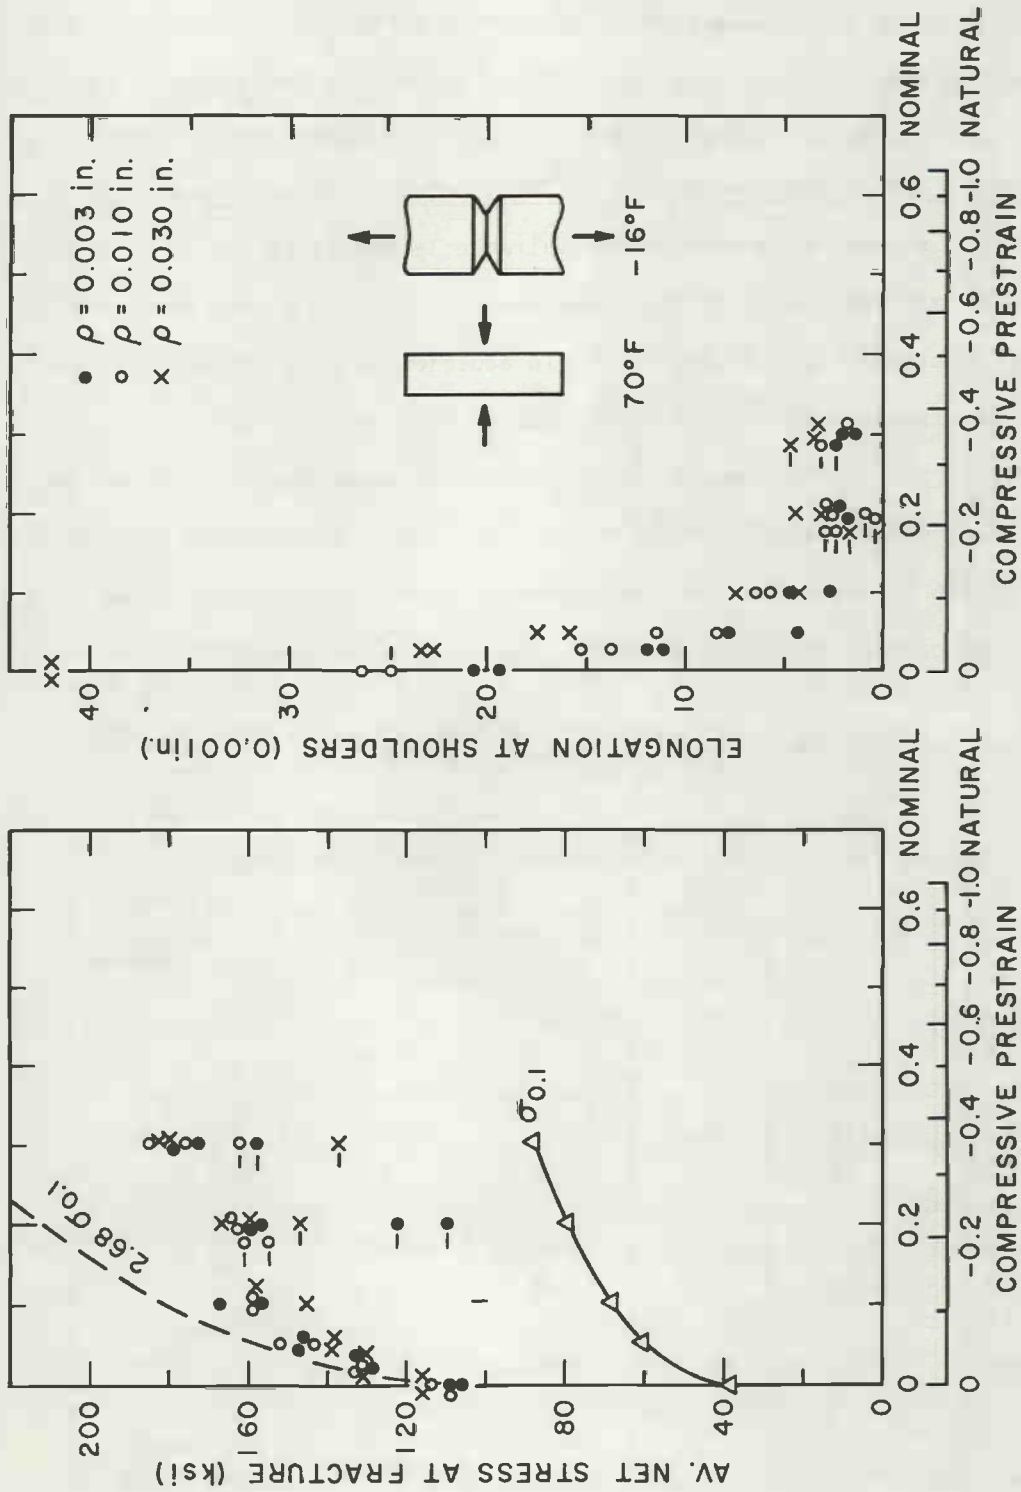 AV. NET STRESS AT FRACTURE (ksi)
200
160
120
80
40
0
2.68 σ0.1
σ0.1
0 0.2 0.4 0.6 NOMINAL
0 -0.2 -0.4 -0.6 -0.8 -1.0 NATURAL
COMPRESSIVE PRESTRAIN
ELONGATION AT SHOULDERS (0.001in.)
40
30
20
10
0
● ρ = 0.003 in.
○ ρ = 0.010 in.
× ρ = 0.030 in.
70°F
-16°F
0 0.2 0.4 0.6 NOMINAL
0 -0.2 -0.4 -0.6 -0.8 -1.0 NATURAL
COMPRESSIVE PRESTRAIN